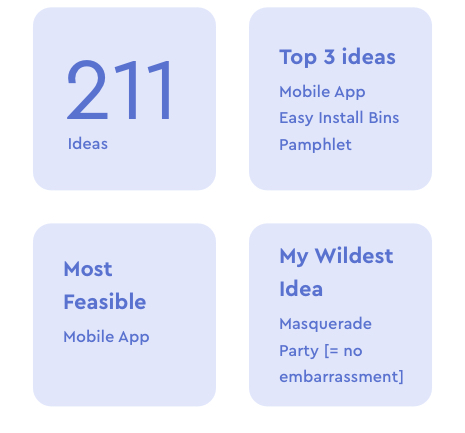 211
Ideas
Top 3 ideas
Mobile App
Easy Install Bins
Pamphlet
Most
Feasible
Mobile App
My Wildest
Idea
Masquerade
Party [= no
embarrassment]